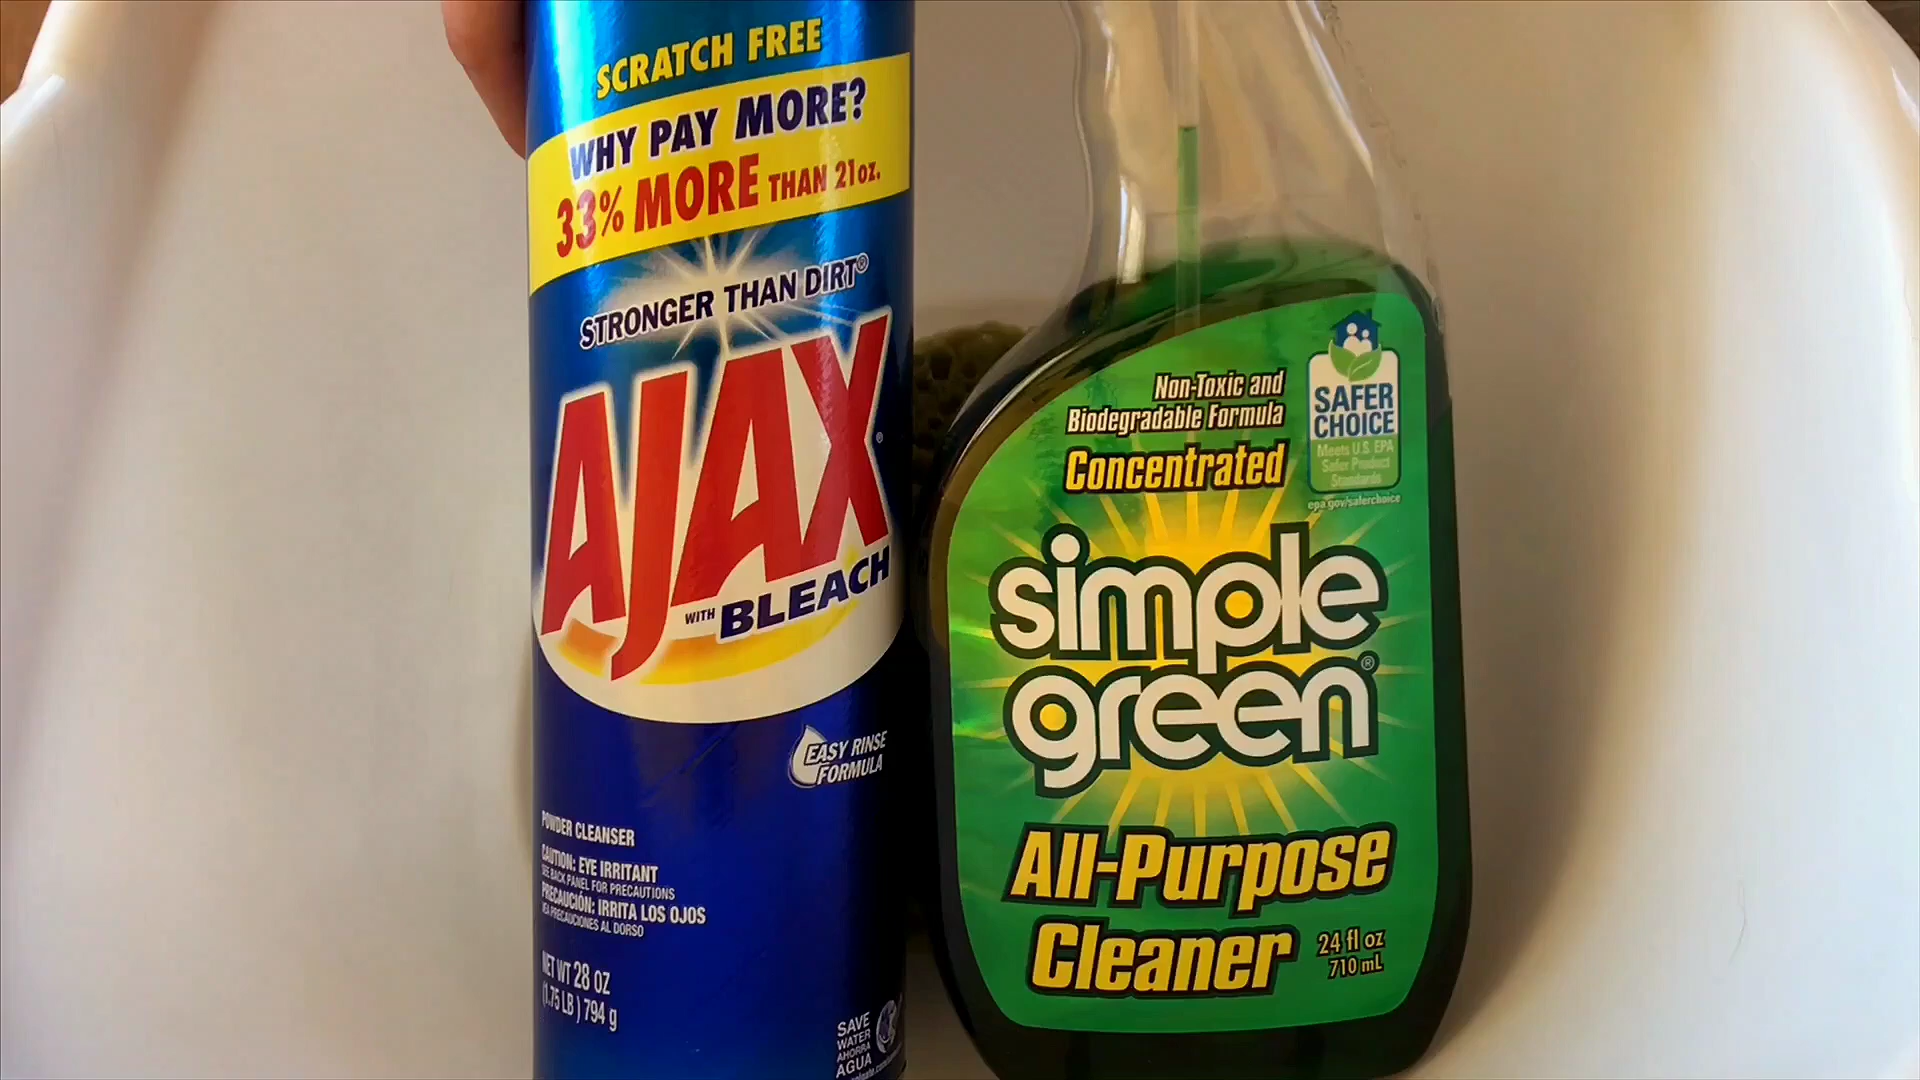 SCRATCH FREE
WHY PAY MORE?
33% MORE THAN 21oz.
STRONGER THAN DIRT®
AJAX®
WITH BLEACH
EASY RINSE
FORMULA
POWDER CLEANSER
CAUTION: EYE IRRITANT
SEE BACK PANEL FOR PRECAUTIONS
PRECAUCIÓN: IRRITA LOS OJOS
VEA PRECAUCIONES AL DORSO
NET WT 28 OZ
(1.75 LB) 794 g
SAVE
WATER
AHORRA
AGUA
Non-Toxic and
Biodegradable Formula
Concentrated
SAFER
CHOICE
Meets U.S. EPA
Safer Product
Standards
epa.gov/saferchoice
simple
green®
All-Purpose
Cleaner
24 fl oz
710 mL